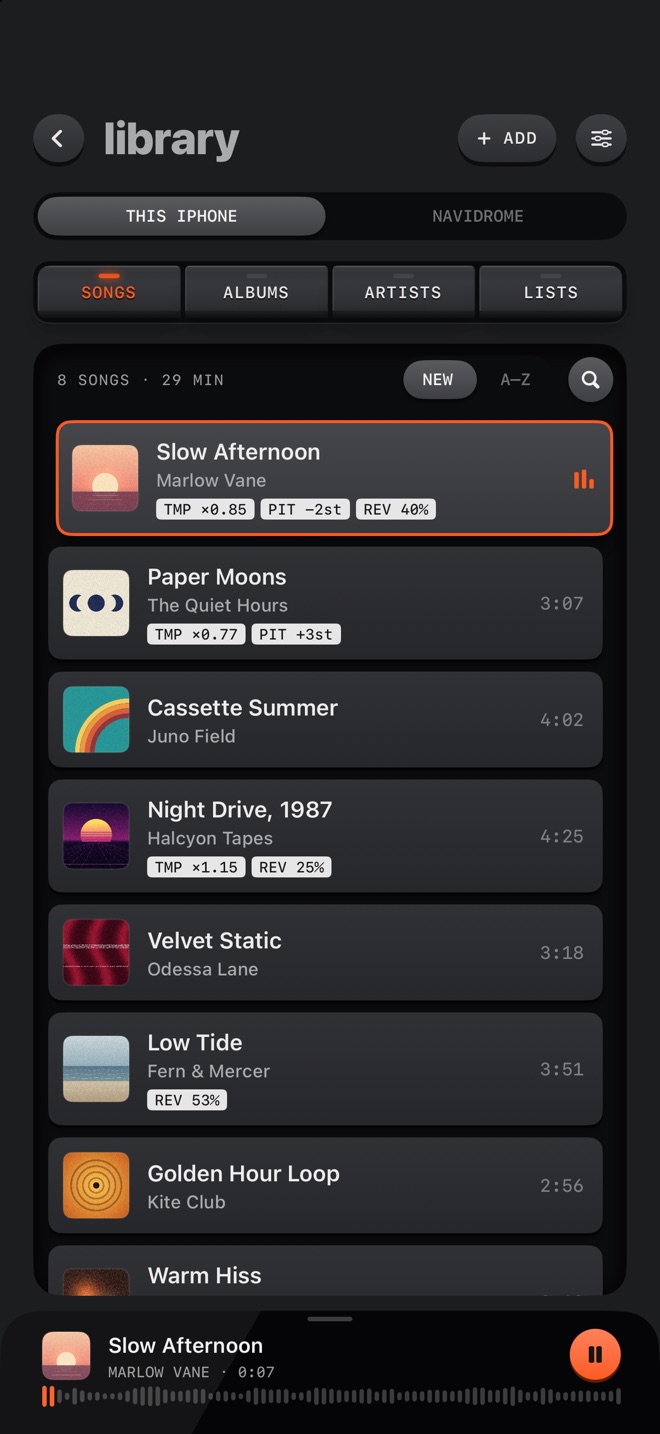 library
+ ADD
THIS IPHONE
NAVIDROME
SONGS
ALBUMS
ARTISTS
LISTS
8 SONGS · 29 MIN
NEW
A–Z
Slow Afternoon
Marlow Vane
TMP ×0.85 PIT −2st REV 40%
Paper Moons
The Quiet Hours
3:07
TMP ×0.77 PIT +3st
Cassette Summer
4:02
Juno Field
Night Drive, 1987
Halcyon Tapes
4:25
TMP ×1.15 REV 25%
Velvet Static
3:18
Odessa Lane
Low Tide
Fern & Mercer
3:51
REV 53%
Golden Hour Loop
2:56
Kite Club
Warm Hiss
Slow Afternoon
MARLOW VANE · 0:07